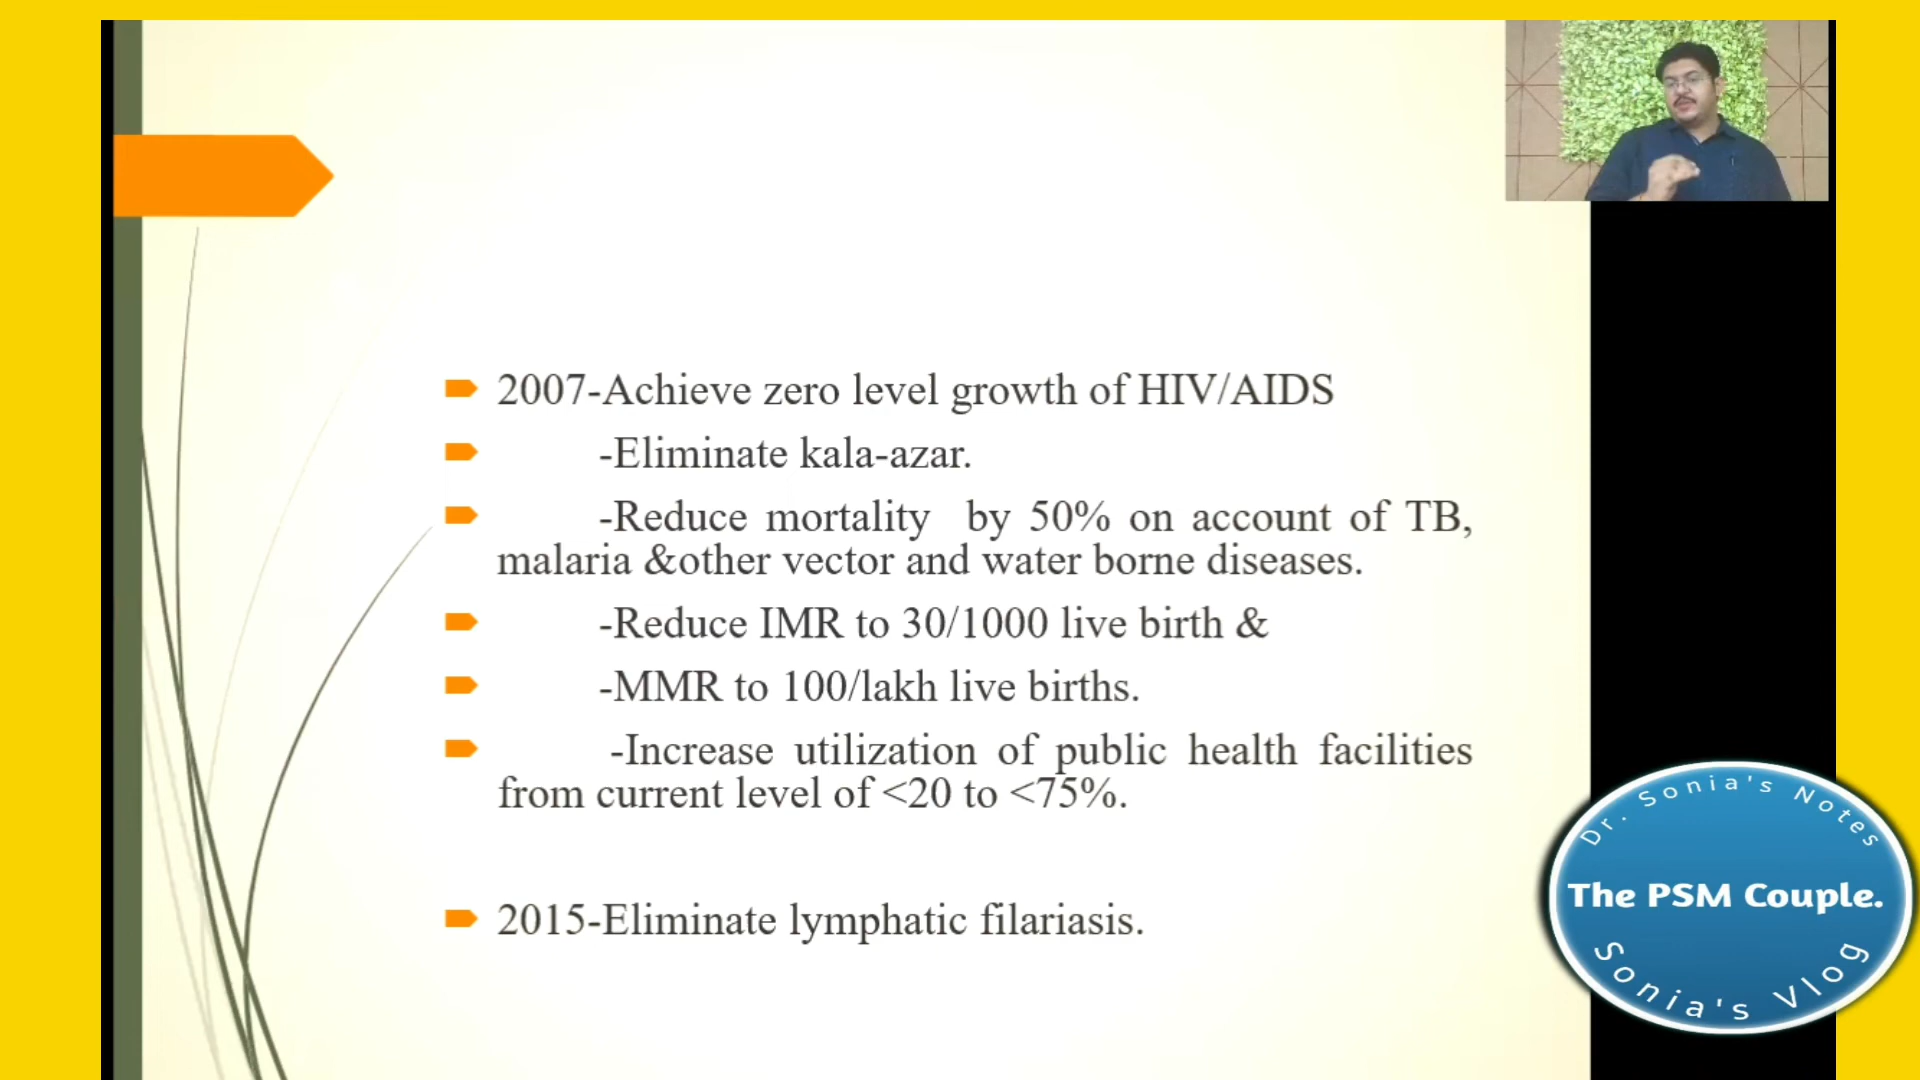 2007-Achieve zero level growth of HIV/AIDS
-Eliminate kala-azar.
-Reduce mortality by 50% on account of TB,
malaria &other vector and water borne diseases.
-Reduce IMR to 30/1000 live birth &
-MMR to 100/lakh live births.
-Increase utilization of public health facilities
from current level of <20 to <75%.
2015-Eliminate lymphatic filariasis.
Dr. Sonia's Notes
The PSM Couple.
Sonia's Vlog